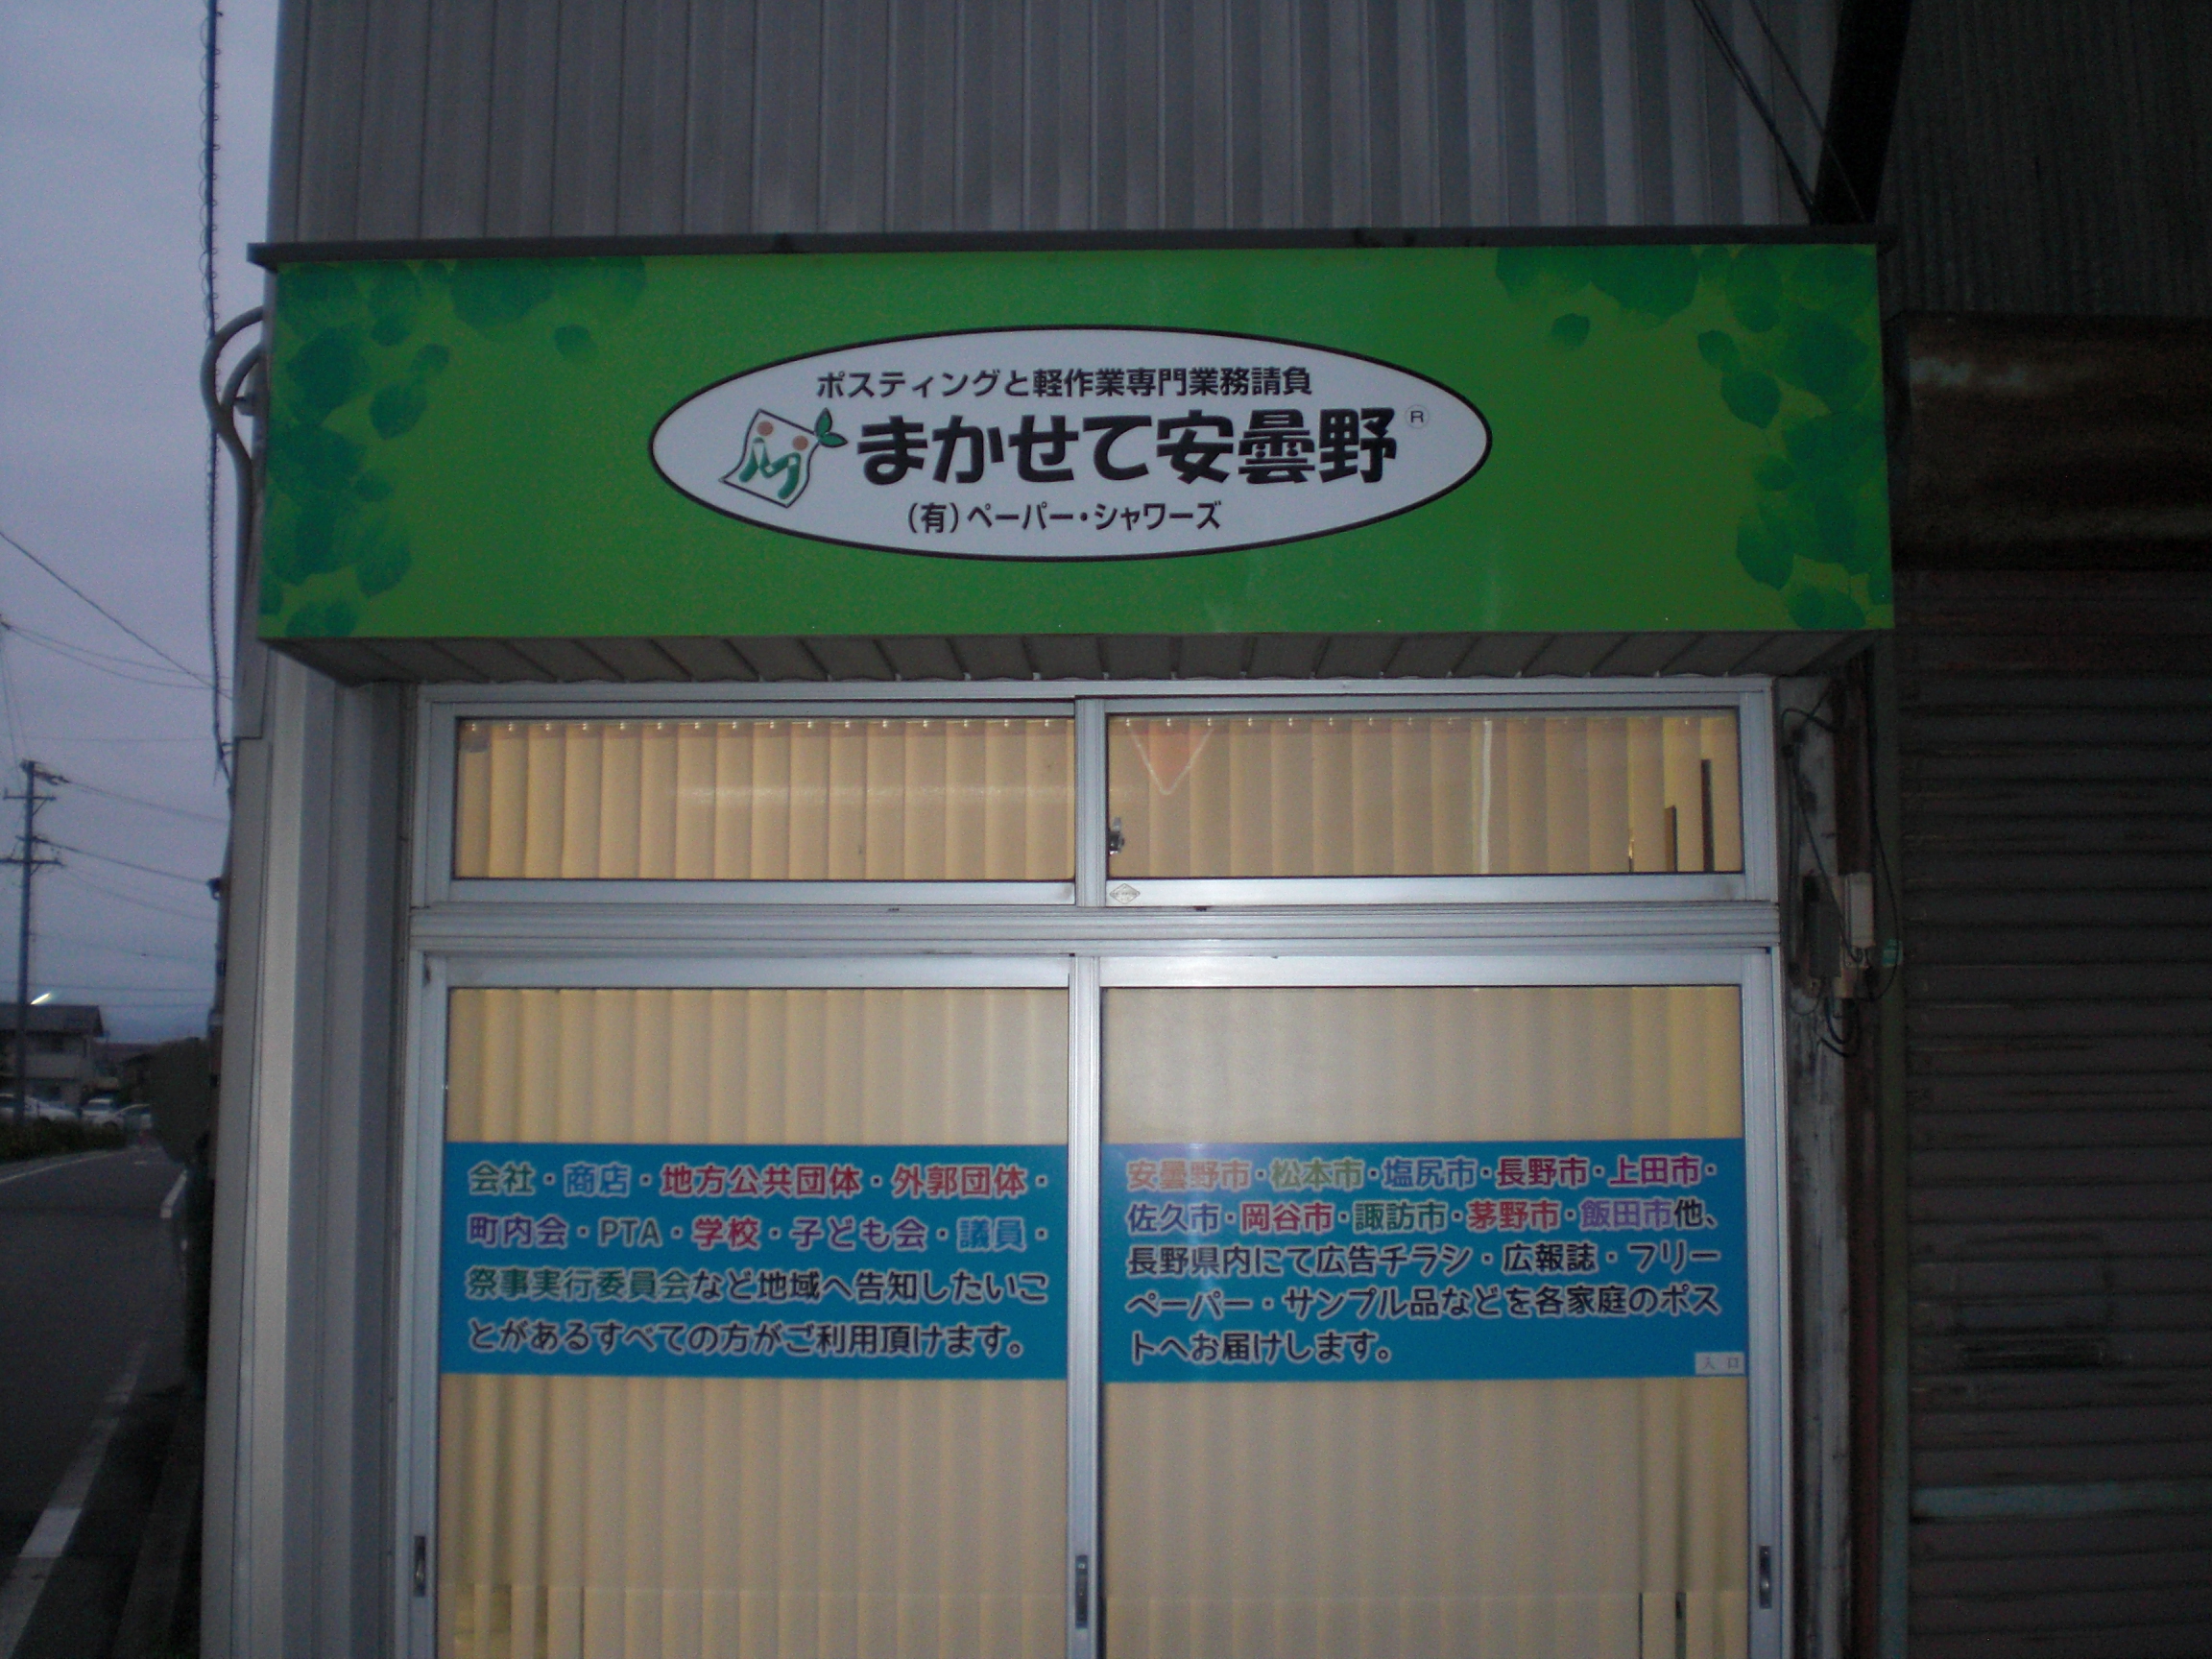 ポスティングと軽作業専門業務請負
まかせて安曇野®
(有)ペーパー・シャワーズ
会社・商店・地方公共団体・外郭団体・
町内会・PTA・学校・子ども会・議員・
祭事実行委員会など地域へ告知したいこ
とがあるすべての方がご利用頂けます。
安曇野市・松本市・塩尻市・長野市・上田市・
佐久市・岡谷市・諏訪市・茅野市・飯田市他、
長野県内にて広告チラシ・広報誌・フリー
ペーパー・サンプル品などを各家庭のポス
トへお届けします。
入口